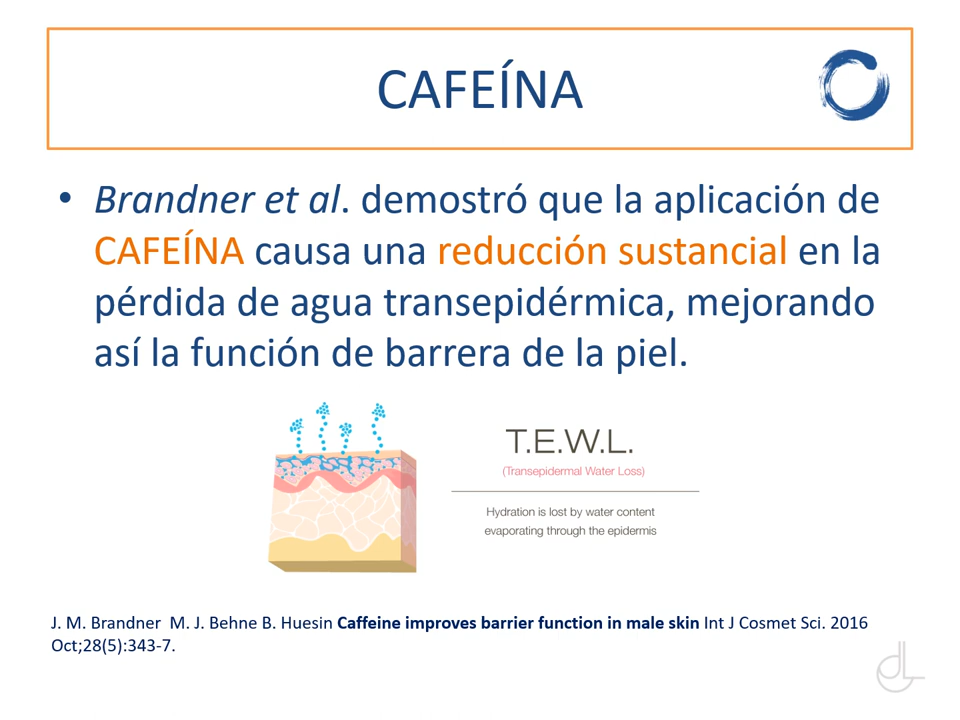 CAFEÍNA
• Brandner et al. demostró que la aplicación de
CAFEÍNA causa una reducción sustancial en la
pérdida de agua transepidérmica, mejorando
así la función de barrera de la piel.
T.E.W.L.
(Transepidermal Water Loss)
Hydration is lost by water content
evaporating through the epidermis
J. M. Brandner M. J. Behne B. Huesin Caffeine improves barrier function in male skin Int J Cosmet Sci. 2016
Oct;28(5):343-7.